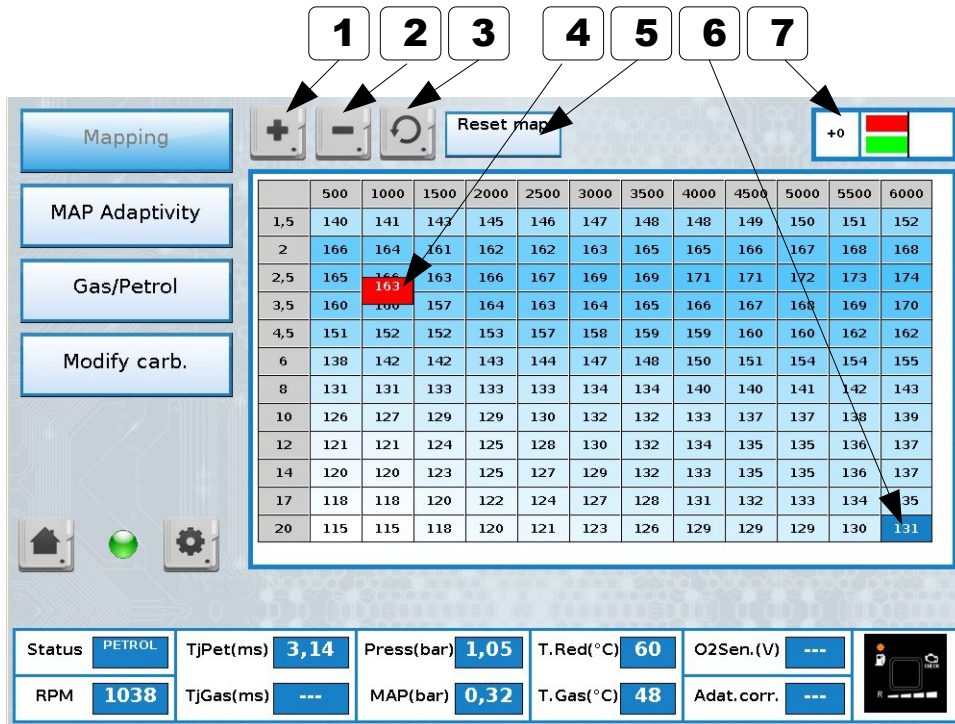 1 2 3 4 5 6 7
Mapping
Reset map
+0
MAP Adaptivity
Gas/Petrol
Modify carb.
500 1000 1500 2000 2500 3000 3500 4000 4500 5000 5500 6000
1,5 140 141 143 145 146 147 148 148 149 150 151 152
2 166 164 161 162 162 163 165 165 166 167 168 168
2,5 165 166 163 166 167 169 169 171 171 172 173 174
163
3,5 160 160 157 164 163 164 165 166 167 168 169 170
4,5 151 152 152 153 157 158 159 159 160 160 162 162
6 138 142 142 143 144 147 148 150 151 154 154 155
8 131 131 133 133 133 134 134 140 140 141 142 143
10 126 127 129 129 130 132 132 133 137 137 138 139
12 121 121 124 125 128 130 132 134 135 135 136 137
14 120 120 123 125 127 129 132 133 135 135 136 137
17 118 118 120 122 124 127 128 131 132 133 134 135
20 115 115 118 120 121 123 126 129 129 129 130 131
Status PETROL TjPet(ms) 3,14 Press(bar) 1,05 T.Red(°C) 60 O2Sen.(V) ---
RPM 1038 TjGas(ms) --- MAP(bar) 0,32 T.Gas(°C) 48 Adat.corr. ---
CHECK
R